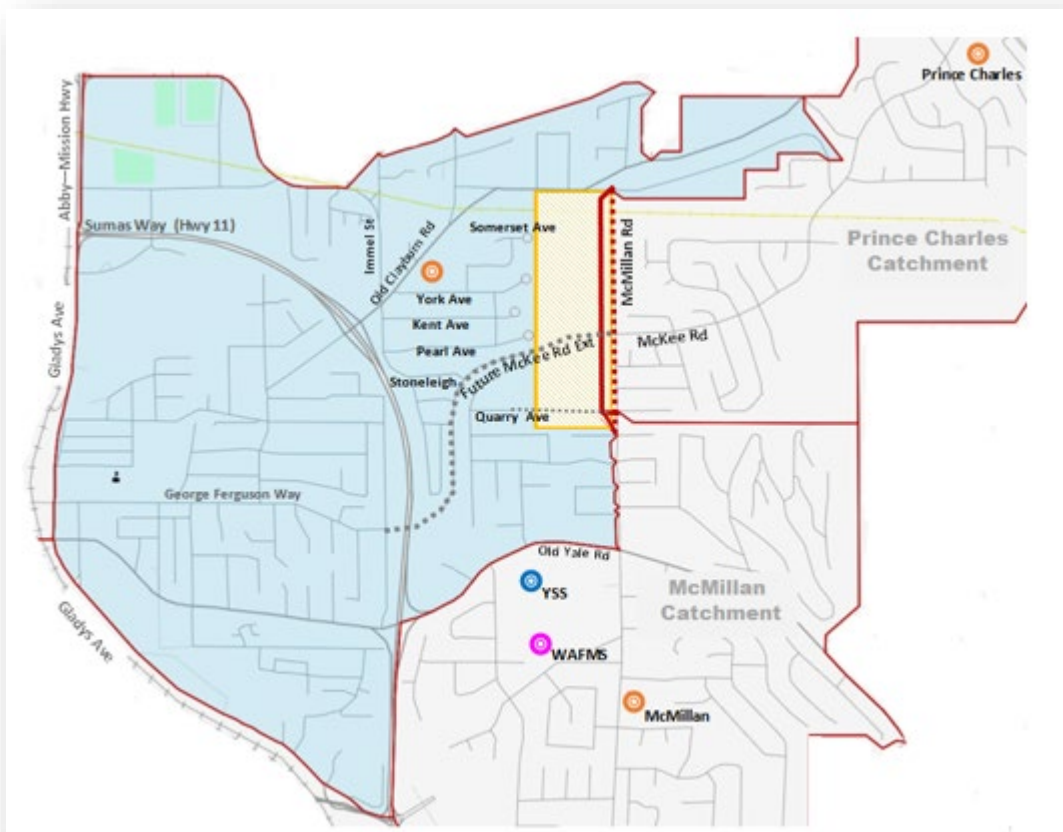 Prince Charles
Abby—Mission Hwy
Sumas Way (Hwy 11)
Immel St
Old Clayburn Rd
Somerset Ave
McMillan Rd
Prince Charles
Catchment
York Ave
Kent Ave
Pearl Ave
Future McKee Rd Ext
McKee Rd
Gladys Ave
Stoneleigh
Quarry Ave
George Ferguson Way
Old Yale Rd
YSS
McMillan
Catchment
Gladys Ave
WAFMS
McMillan